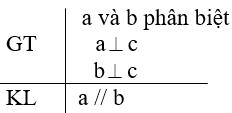 a và b phân biệt
GT a ⊥ c
b ⊥ c
KL a // b